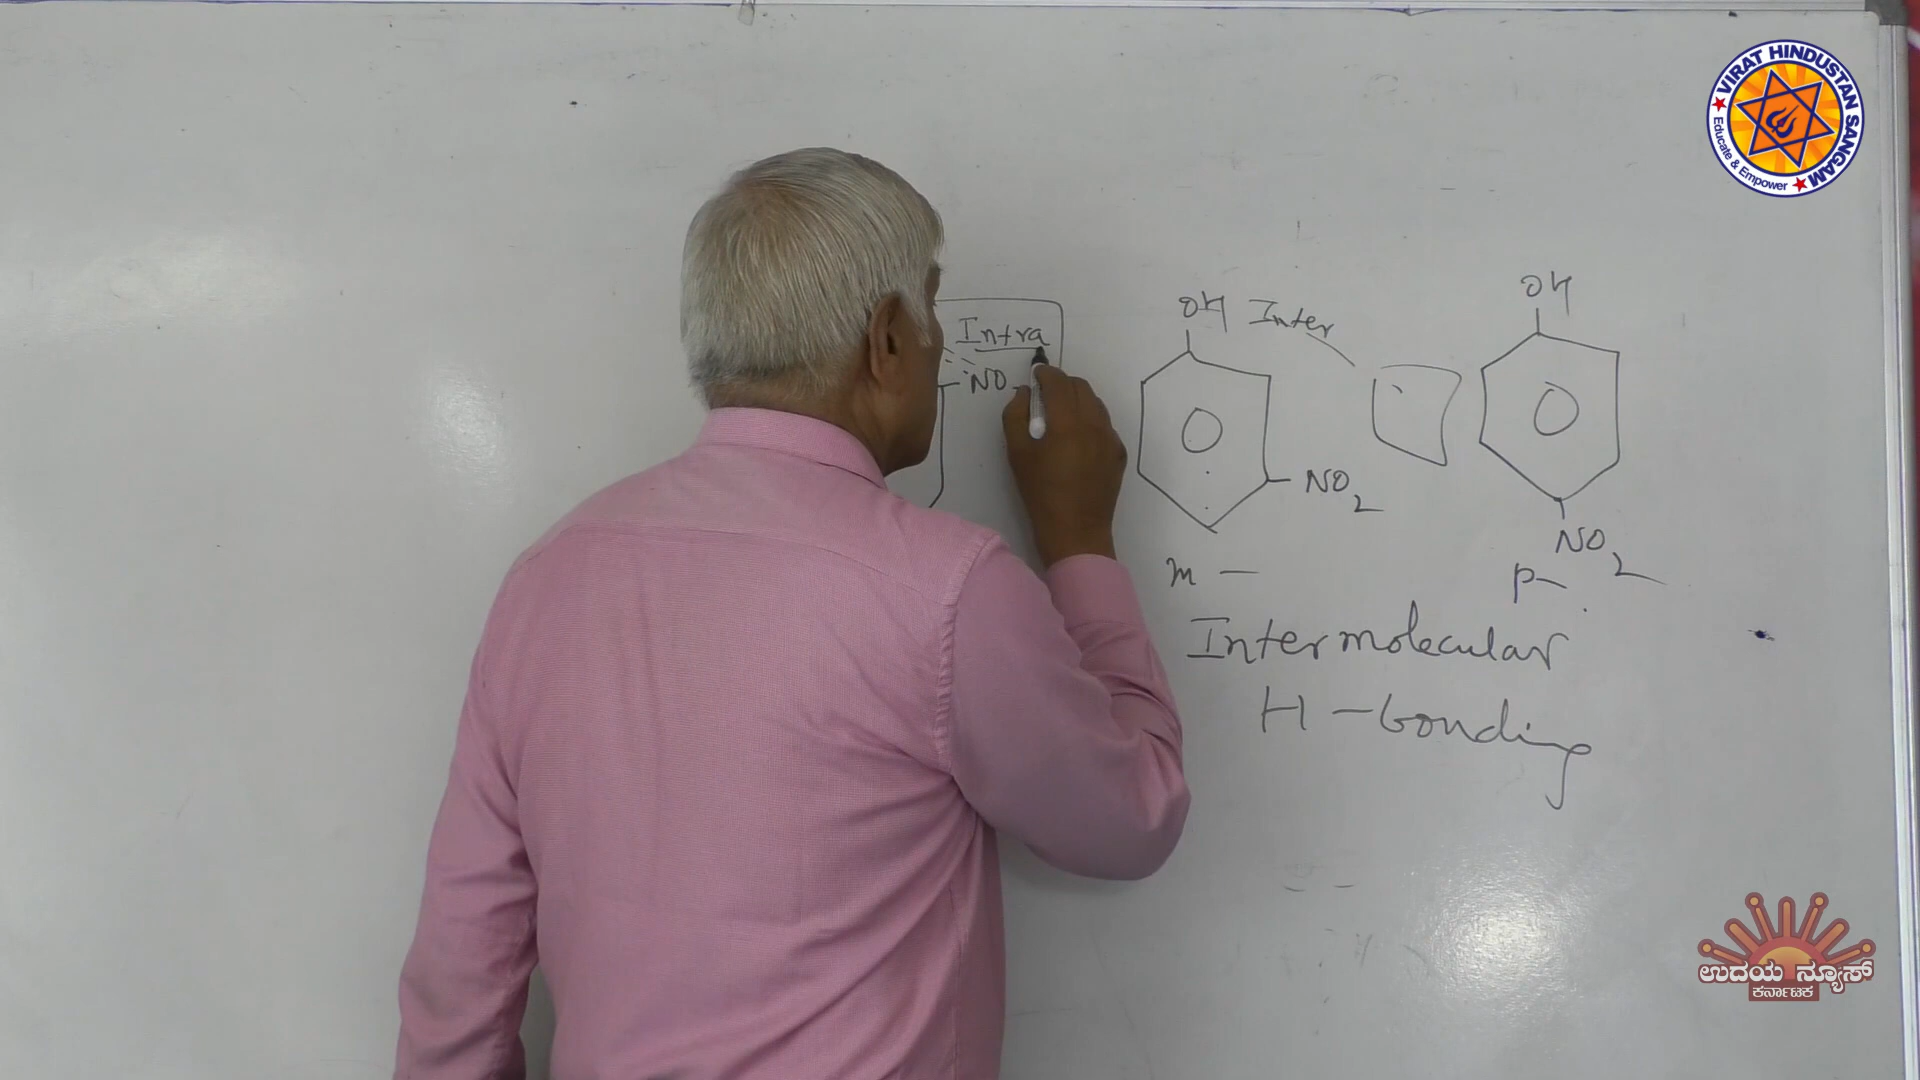 VIRAT HINDUSTAN SANGAM
Educate & Empower
OH
OH Inter
Intra
NO
NO2
NO2
m -
p-
Intermolecular
H-bonding
ಉದಯ ನ್ಯೂಸ್
ಕರ್ನಾಟಕ